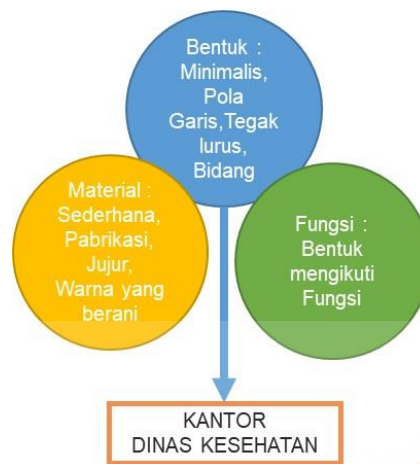 Bentuk :
Minimalis,
Pola
Garis,Tegak
lurus,
Bidang
Material :
Sederhana,
Pabrikasi,
Jujur,
Warna yang
berani
Fungsi :
Bentuk
mengikuti
Fungsi
KANTOR
DINAS KESEHATAN